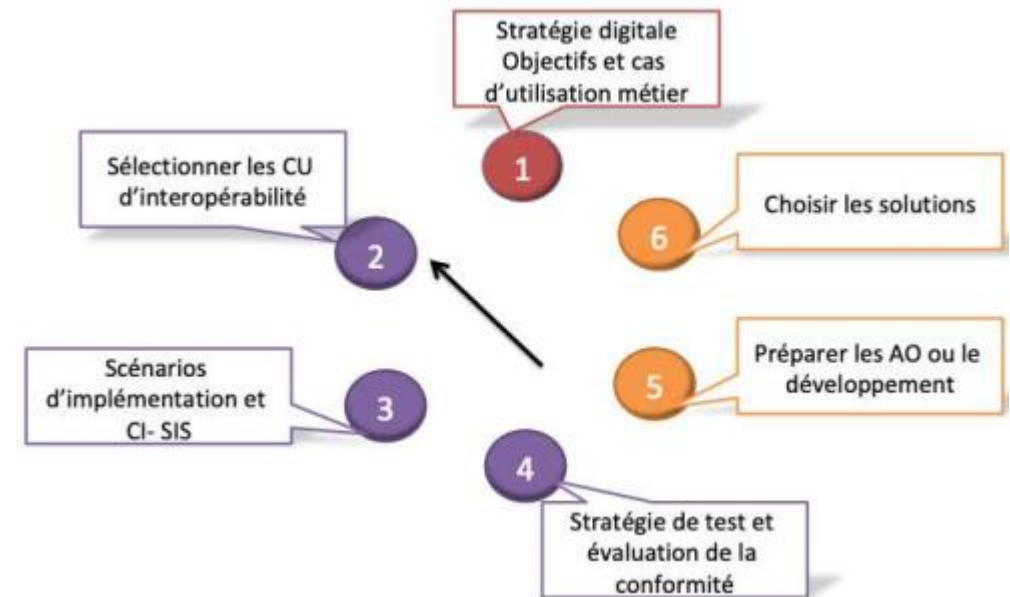 Stratégie digitale
Objectifs et cas
d'utilisation métier
1
Sélectionner les CU
d'interopérabilité
2
Scénarios
d'implémentation et
CI- SIS
3
4
Stratégie de test et
évaluation de la
conformité
Préparer les AO ou le
développement
5
Choisir les solutions
6